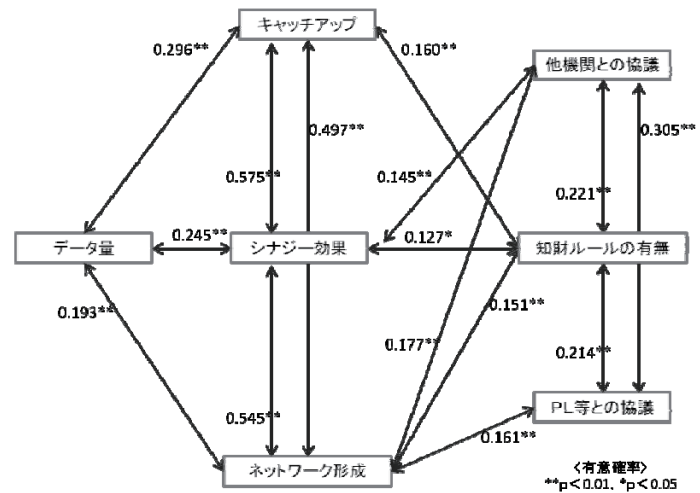 キャッチアップ
0.296**
0.160**
他機関との協議
0.497**
0.305**
0.575**
0.145**
0.221**
データ量
0.245**
シナジー効果
0.127*
知財ルールの有無
0.193**
0.151**
0.177**
0.214**
0.545**
PL等との協議
0.161**
ネットワーク形成
<有意確率>
**p<0.01, *p<0.05